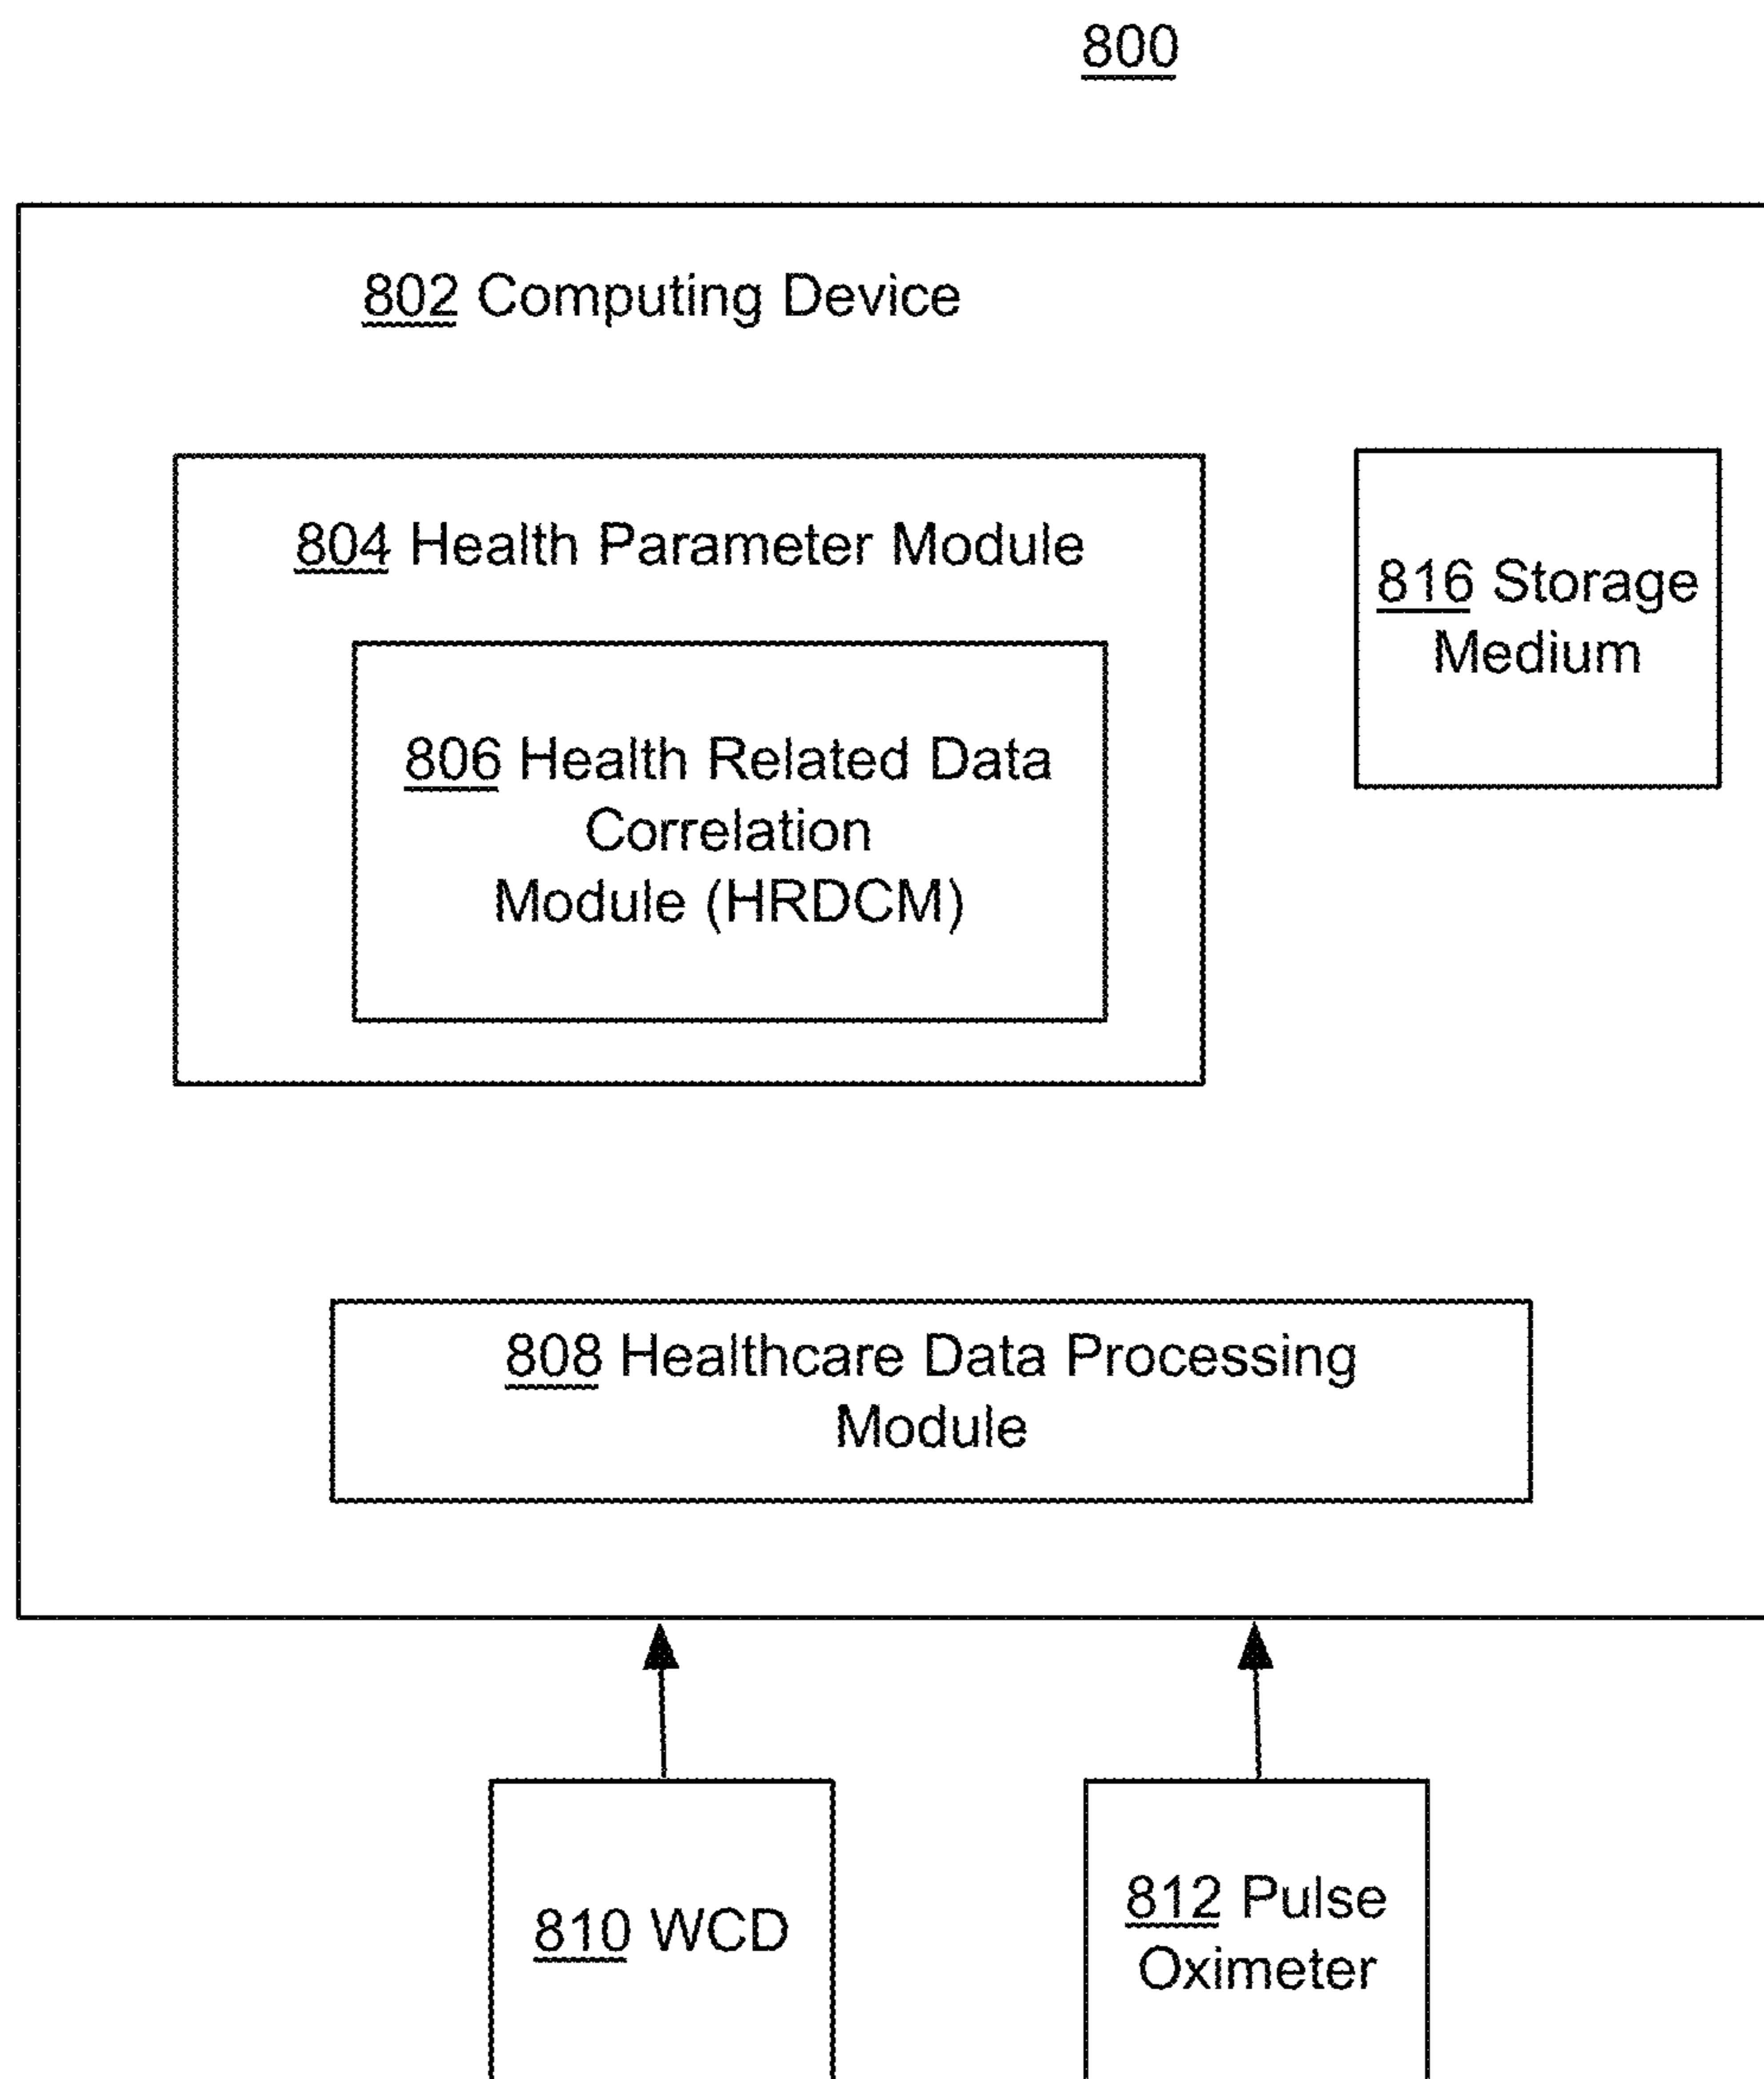 800
802 Computing Device
804 Health Parameter Module
816 Storage
Medium
806 Health Related Data
Correlation
Module (HRDCM)
808 Healthcare Data Processing
Module
810 WCD
812 Pulse
Oximeter